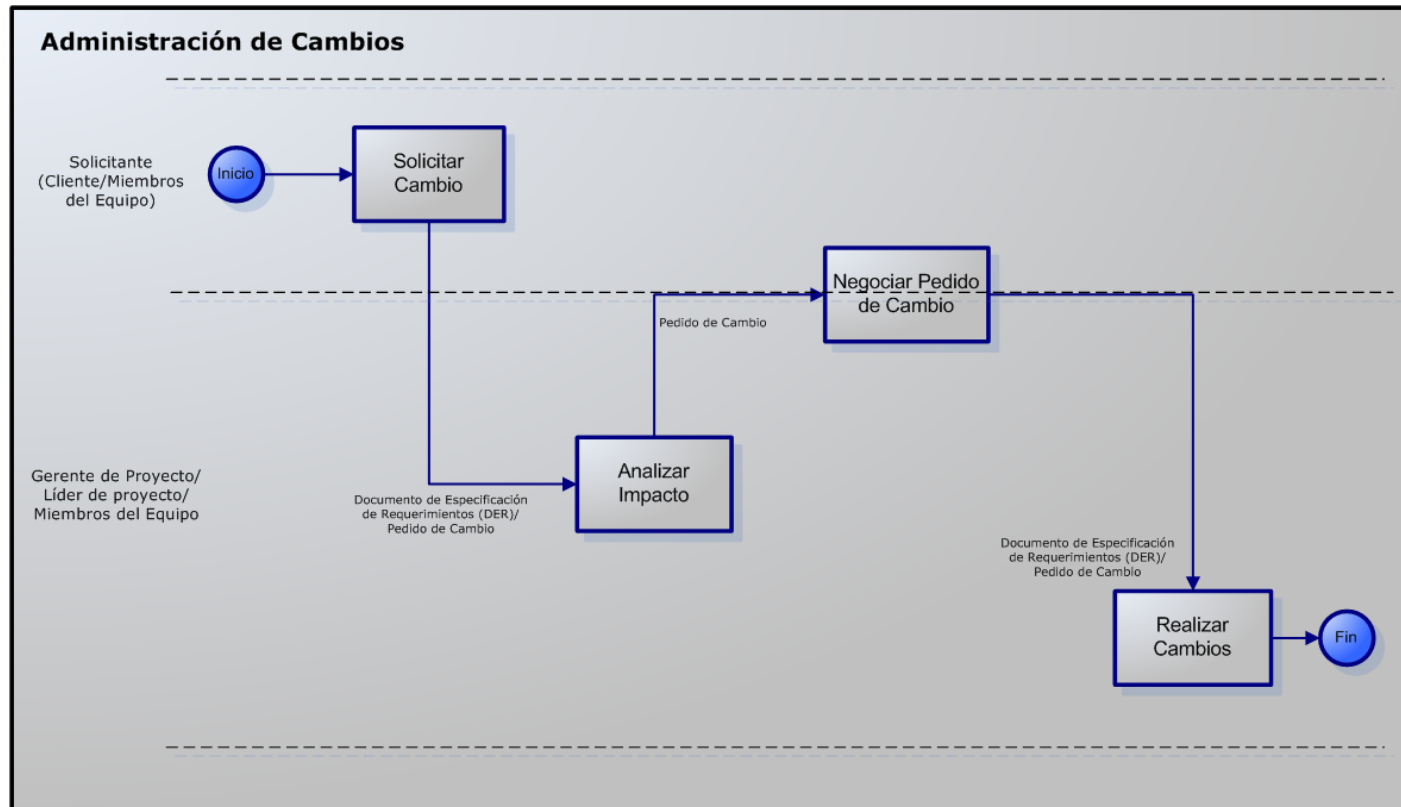 Administración de Cambios
Solicitante
(Cliente/Miembros
del Equipo)
Inicio
Solicitar
Cambio
Negociar Pedido
de Cambio
Pedido de Cambio
Gerente de Proyecto/
Líder de proyecto/
Miembros del Equipo
Analizar
Impacto
Documento de Especificación
de Requerimientos (DER)/
Pedido de Cambio
Documento de Especificación
de Requerimientos (DER)/
Pedido de Cambio
Realizar
Cambios
Fin